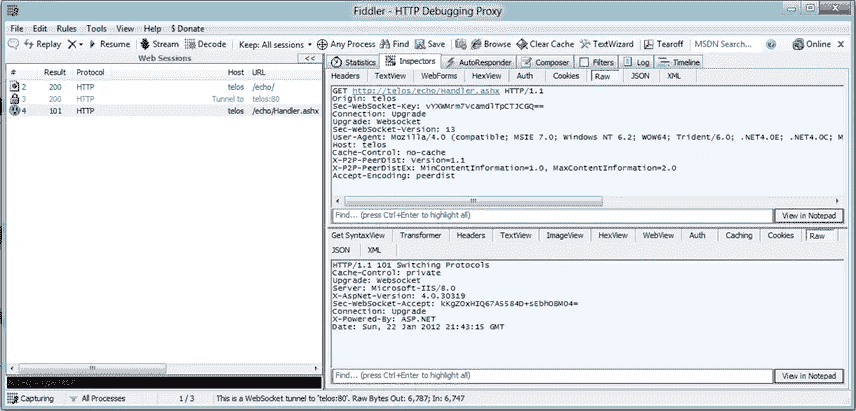 Fiddler - HTTP Debugging Proxy
File Edit Rules Tools View Help $ Donate
Replay X Resume Stream Decode Keep: All sessions Any Process Find Save Browse Clear Cache TextWizard Tearoff MSDN Search... Online x
Web Sessions <<
# Result Protocol Host URL
2 200 HTTP telos /echo/
3 200 HTTP Tunnel to telos:80
4 101 HTTP telos /echo/Handler.ashx
Statistics Inspectors AutoResponder Composer Filters Log Timeline
Headers TextView WebForms HexView Auth Cookies Raw JSON XML
GET http://telos/echo/Handler.ashx HTTP/1.1
Origin: telos
Sec-WebSocket-Key:
Connection: Upgrade
Upgrade: Websocket
Sec-WebSocket-Version: 13
User-Agent: Mozilla/4.0 (compatible; MSIE 7.0; Windows NT 6.2; WOW64; Trident/6.0; .NET4.0E; .NET4.0C; M
Host: telos
Cache-Control: no-cache
X-P2P-PeerDist: Version=1.1
X-P2P-PeerDistEx: MinContentInformation=1.0, MaxContentInformation=2.0
Accept-Encoding: peerdist
Find... (press Ctrl+Enter to highlight all) View in Notepad
Get SyntaxView Transformer Headers TextView ImageView HexView WebView Auth Caching Cookies Raw
JSON XML
HTTP/1.1 101 Switching Protocols
Cache-Control: private
Upgrade: Websocket
Server: Microsoft-IIS/8.0
X-AspNet-Version: 4.0.30319
Sec-WebSocket-Accept:
Connection: Upgrade
X-Powered-By: ASP.NET
Date: Sun, 22 Jan 2012 21:43:15 GMT
Find... (press Ctrl+Enter to highlight all) View in Notepad
Capturing All Processes 1 / 3 This is a WebSocket tunnel to 'telos:80'. Raw Bytes Out: 6,787; In: 6,747